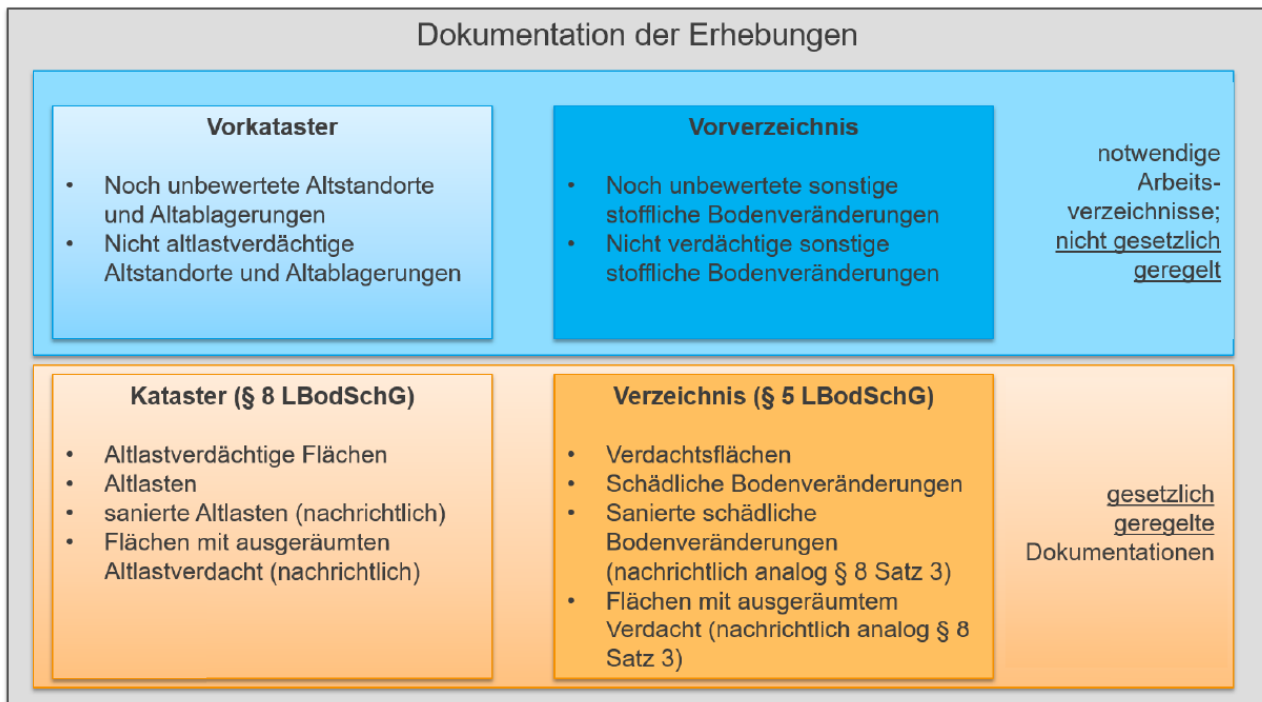 Dokumentation der Erhebungen
Vorkataster
• Noch unbewertete Altstandorte
und Altablagerungen
• Nicht altlastverdächtige
Altstandorte und Altablagerungen
Vorverzeichnis
• Noch unbewertete sonstige
stoffliche Bodenveränderungen
• Nicht verdächtige sonstige
stoffliche Bodenveränderungen
notwendige
Arbeits-
verzeichnisse;
nicht gesetzlich
geregelt
Kataster (§ 8 LBodSchG)
• Altlastverdächtige Flächen
• Altlasten
• sanierte Altlasten (nachrichtlich)
• Flächen mit ausgeräumten
Altlastverdacht (nachrichtlich)
Verzeichnis (§ 5 LBodSchG)
• Verdachtsflächen
• Schädliche Bodenveränderungen
• Sanierte schädliche
Bodenveränderungen
(nachrichtlich analog § 8 Satz 3)
• Flächen mit ausgeräumtem
Verdacht (nachrichtlich analog § 8
Satz 3)
gesetzlich
geregelte
Dokumentationen